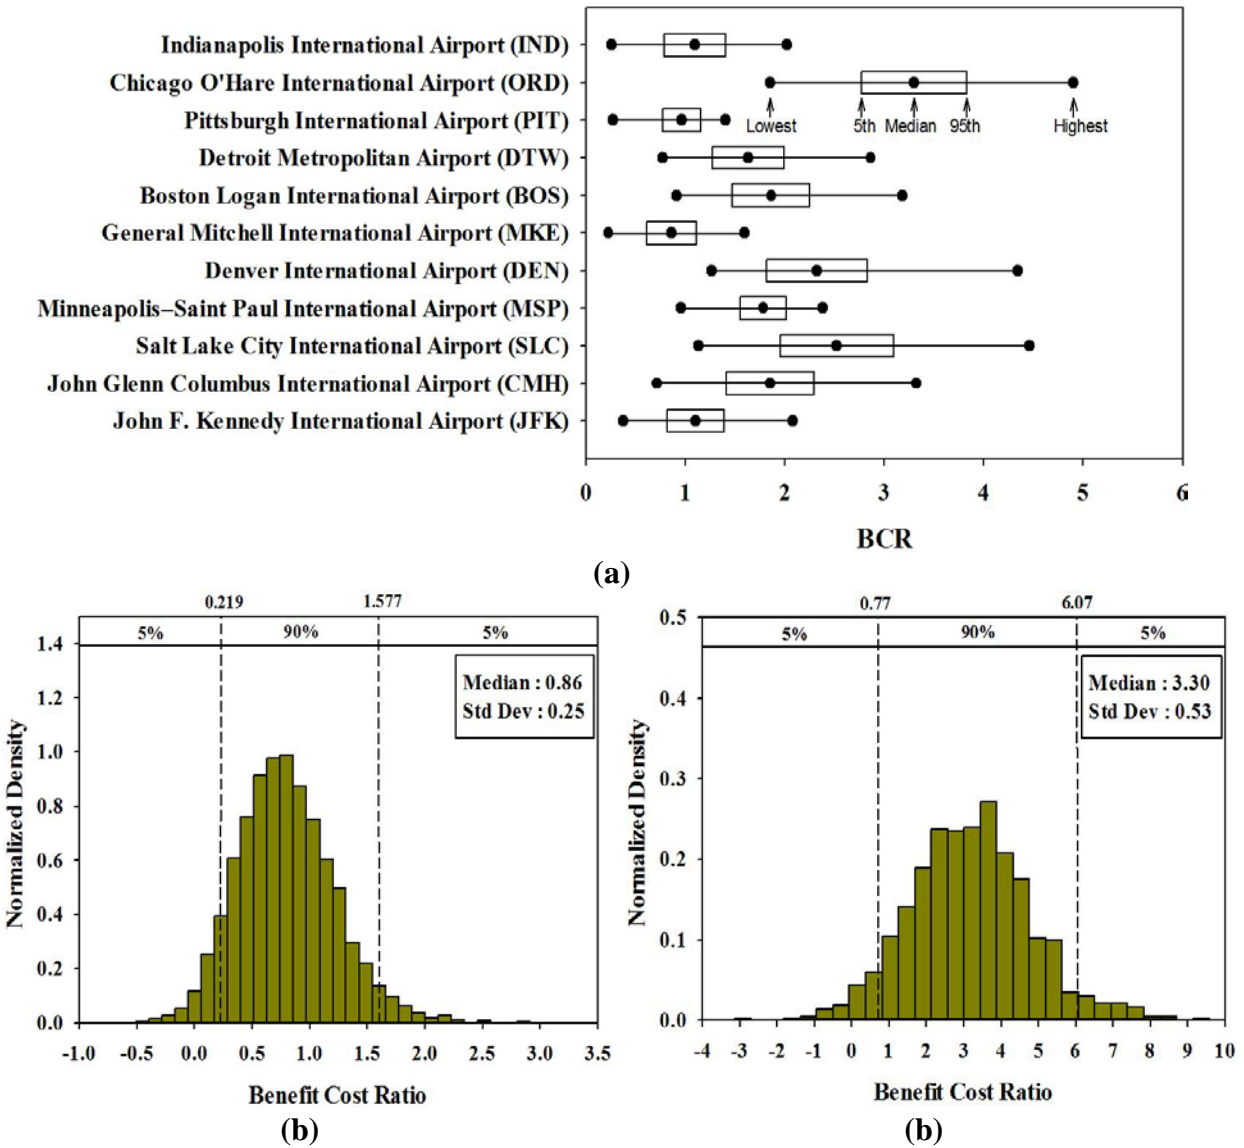 Indianapolis International Airport (IND)
Chicago O'Hare International Airport (ORD)
Pittsburgh International Airport (PIT)
Detroit Metropolitan Airport (DTW)
Boston Logan International Airport (BOS)
General Mitchell International Airport (MKE)
Denver International Airport (DEN)
Minneapolis–Saint Paul International Airport (MSP)
Salt Lake City International Airport (SLC)
John Glenn Columbus International Airport (CMH)
John F. Kennedy International Airport (JFK)
Lowest 5th Median 95th Highest
0 1 2 3 4 5 6
BCR
(a)
0.219 1.577
5% 90% 5%
Median : 0.86
Std Dev : 0.25
1.4
1.2
1.0
0.8
0.6
0.4
0.2
0.0
Normalized Density
-1.0 -0.5 0.0 0.5 1.0 1.5 2.0 2.5 3.0 3.5
Benefit Cost Ratio
(b)
0.77 6.07
5% 90% 5%
Median : 3.30
Std Dev : 0.53
0.5
0.4
0.3
0.2
0.1
0.0
Normalized Density
-4 -3 -2 -1 0 1 2 3 4 5 6 7 8 9 10
Benefit Cost Ratio
(b)